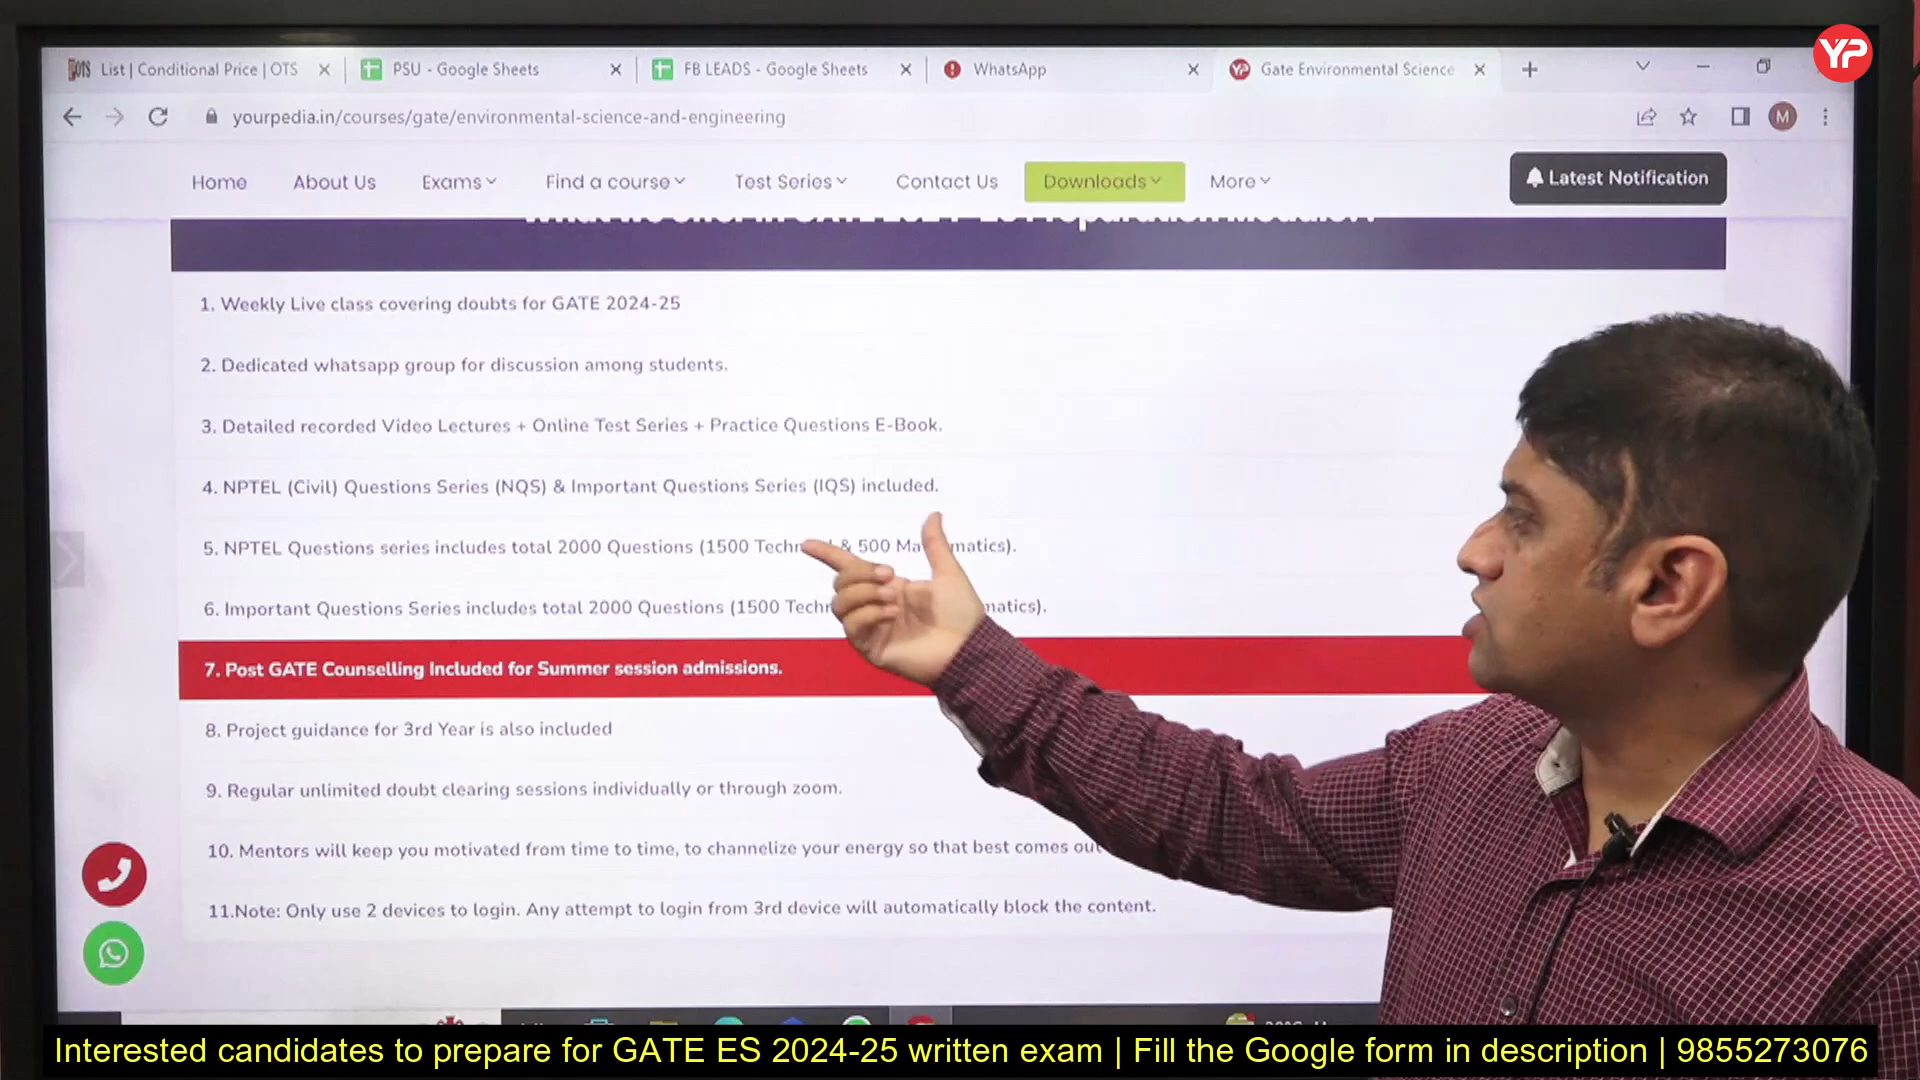 YP
OTS List | Conditional Price | OTS
PSU - Google Sheets
FB LEADS - Google Sheets
WhatsApp
YP Gate Environmental Science
yourpedia.in/courses/gate/environmental-science-and-engineering
M
Home
About Us
Exams
Find a course
Test Series
Contact Us
Downloads
More
Latest Notification
1. Weekly Live class covering doubts for GATE 2024-25
2. Dedicated whatsapp group for discussion among students.
3. Detailed recorded Video Lectures + Online Test Series + Practice Questions E-Book.
4. NPTEL (Civil) Questions Series (NQS) & Important Questions Series (IQS) included.
5. NPTEL Questions series includes total 2000 Questions (1500 & 500
6. Important Questions Series includes total 2000 Questions (1500
7. Post GATE Counselling Included for Summer session admissions.
8. Project guidance for 3rd Year is also included
9. Regular unlimited doubt clearing sessions individually or through zoom.
10. Mentors will keep you motivated from time to time, to channelize your energy so that best comes out
11.Note: Only use 2 devices to login. Any attempt to login from 3rd device will automatically block the content.
Interested candidates to prepare for GATE ES 2024-25 written exam | Fill the Google form in description | 9855273076